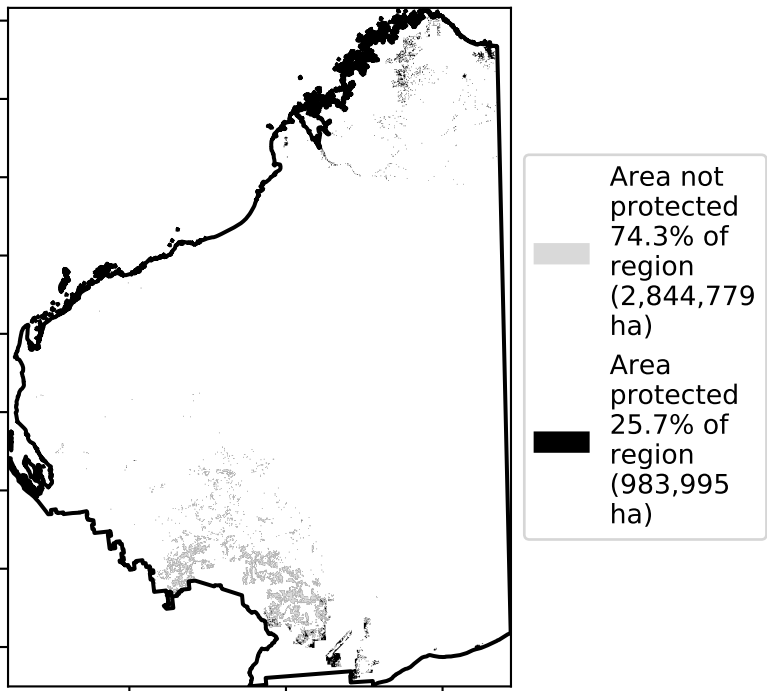 Area not
protected
74.3% of
region
(2,844,779
ha)
Area
protected
25.7% of
region
(983,995
ha)